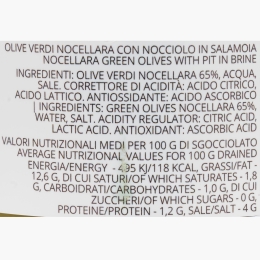 OLIVE VERDI NOCELLARA CON NOCCIOLO IN SALAMOIA
NOCELLARA GREEN OLIVES WITH PIT IN BRINE
INGREDIENTI: OLIVE VERDI NOCELLARA 65%, ACQUA,
SALE. CORRETTORE DI ACIDITÀ: ACIDO CITRICO,
ACIDO LATTICO. ANTIOSSIDANTE: ACIDO ASCORBICO
| INGREDIENTS: GREEN OLIVES NOCELLARA 65%,
WATER, SALT. ACIDITY REGULATOR: CITRIC ACID,
LACTIC ACID. ANTIOXIDANT: ASCORBIC ACID
VALORI NUTRIZIONALI MEDI PER 100 G DI SGOCCIOLATO
AVERAGE NUTRITIONAL VALUES FOR 100 G DRAINED
ENERGIA/ENERGY - 495 KJ/118 KCAL, GRASSI/FAT -
12,6 G, DI CUI SATURI/OF WHICH SATURATES - 1,8
G, CARBOIDRATI/CARBOHYDRATES - 1,0 G, DI CUI
ZUCCHERI/OF WHICH SUGARS - 0 G,
PROTEINE/PROTEIN - 1,2 G, SALE/SALT - 4 G